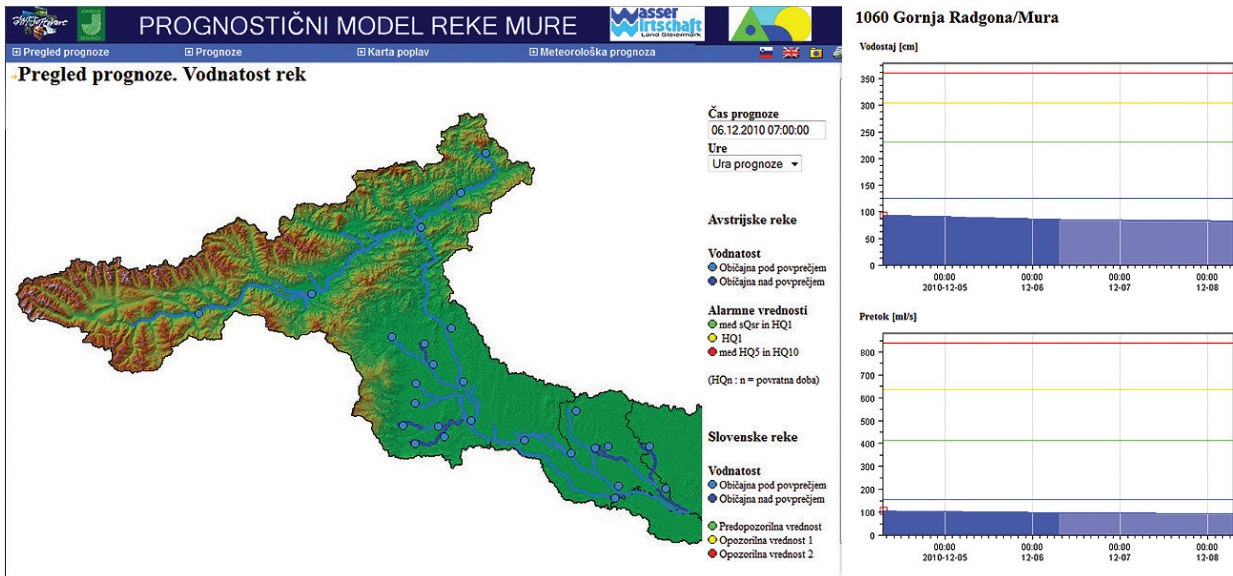 PROGNOSTIČNI MODEL REKE MURE
Wasser
Wirtschaft
Land Steiermark
Pregled prognoze
Prognoze
Karta poplav
Meteorološka prognoza
Pregled prognoze. Vodnatost rek
Čas prognoze
06.12.2010 07:00:00
Ure
Ura prognoze
Avstrijske reke
Vodnatost
Običajna pod povprečjem
Običajna nad povprečjem
Alarmne vrednosti
med sQsr in HQ1
HQ1
med HQ5 in HQ10
(HQn : n = povratna doba)
Slovenske reke
Vodnatost
Običajna pod povprečjem
Običajna nad povprečjem
Predopozorilna vrednost
Opozorilna vrednost 1
Opozorilna vrednost 2
1060 Gornja Radgona/Mura
Vodostaj [cm]
350
300
250
200
150
100
50
0
00:00 00:00 00:00 00:00
2010-12-05 12-06 12-07 12-08
Pretok [ml/s]
800
700
600
500
400
300
200
100
0
00:00 00:00 00:00 00:00
2010-12-05 12-06 12-07 12-08